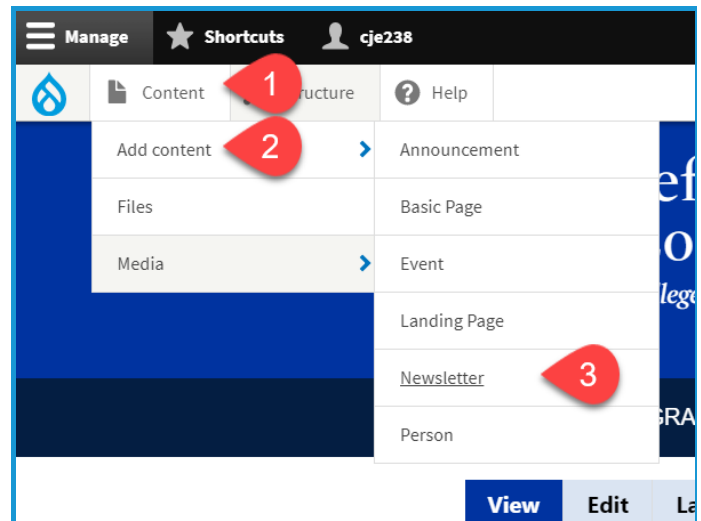 Manage Shortcuts cje238
Content 1 ructure Help
Add content 2 Announcement
Files Basic Page
Media Event
Landing Page
Newsletter 3
Person
View Edit